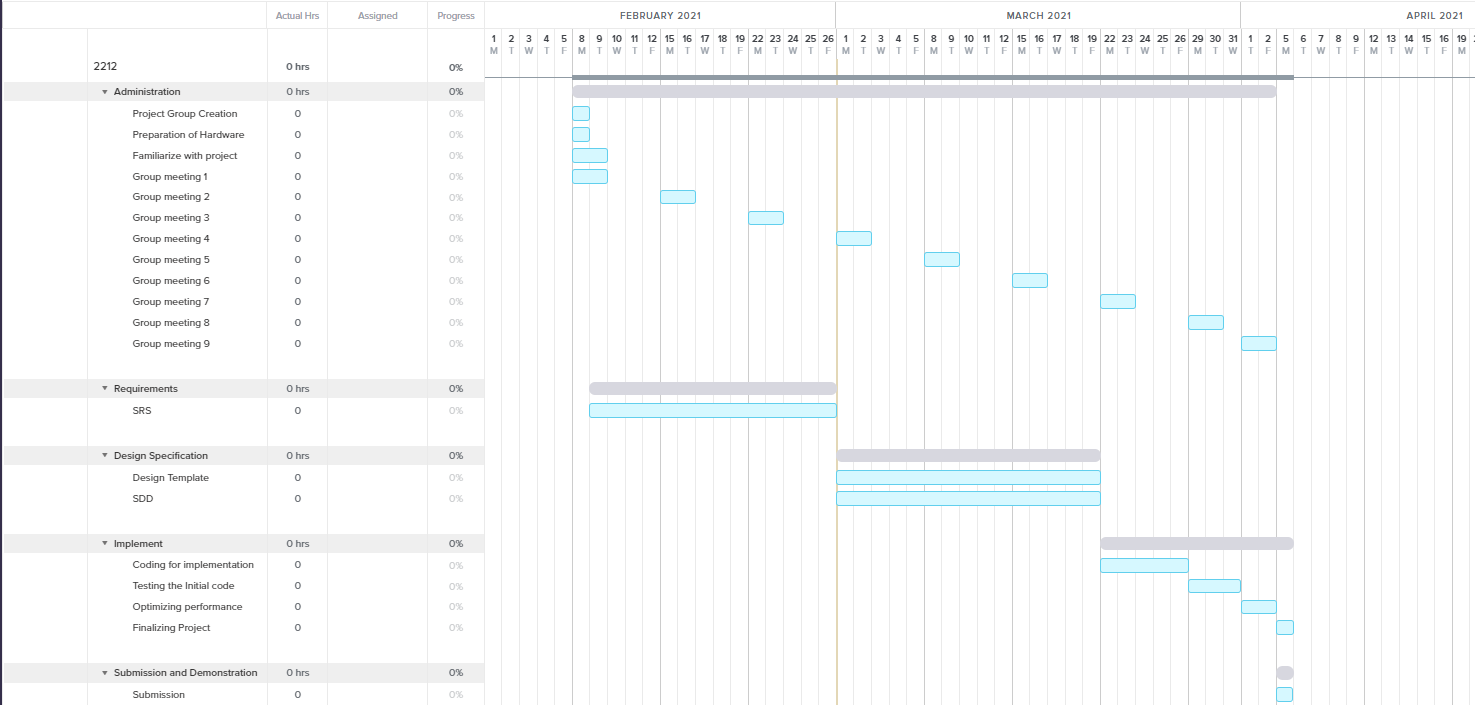 Actual Hrs Assigned Progress FEBRUARY 2021 MARCH 2021 APRIL 2021
1 2 3 4 5 8 9 10 11 12 15 16 17 18 19 22 23 24 25 26 1 2 3 4 5 8 9 10 11 12 15 16 17 18 19 22 23 24 25 26 29 30 31 1 2 5 6 7 8 9 12 13 14 15 16 19
M T W T F M T W T F M T W T F M T W T F M T W T F M T W T F M T W T F M T W T F M T W T F M T W T F M T W T F M
2212 0 hrs 0%
Administration 0 hrs 0%
Project Group Creation 0 0%
Preparation of Hardware 0 0%
Familiarize with project 0 0%
Group meeting 1 0 0%
Group meeting 2 0 0%
Group meeting 3 0 0%
Group meeting 4 0 0%
Group meeting 5 0 0%
Group meeting 6 0 0%
Group meeting 7 0 0%
Group meeting 8 0 0%
Group meeting 9 0 0%
Requirements 0 hrs 0%
SRS 0 0%
Design Specification 0 hrs 0%
Design Template 0 0%
SDD 0 0%
Implement 0 hrs 0%
Coding for implementation 0 0%
Testing the Initial code 0 0%
Optimizing performance 0 0%
Finalizing Project 0 0%
Submission and Demonstration 0 hrs 0%
Submission 0 0%